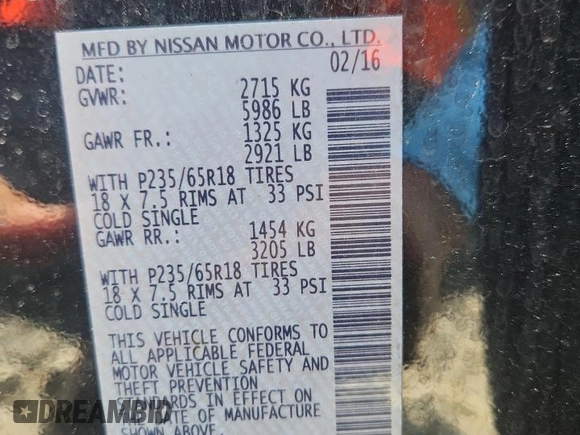 MFD BY NISSAN MOTOR CO., LTD.
DATE: 02/16
GVWR: 2715 KG
5986 LB
GAWR FR.: 1325 KG
2921 LB
WITH P235/65R18 TIRES
18 X 7.5 RIMS AT 33 PSI
COLD SINGLE
GAWR RR.: 1454 KG
3205 LB
WITH P235/65R18 TIRES
18 X 7.5 RIMS AT 33 PSI
COLD SINGLE
THIS VEHICLE CONFORMS TO
ALL APPLICABLE FEDERAL
MOTOR VEHICLE SAFETY AND
THEFT PREVENTION
STANDARDS IN EFFECT ON
DATE OF MANUFACTURE
SHOWN ABOVE.
DREAMBID